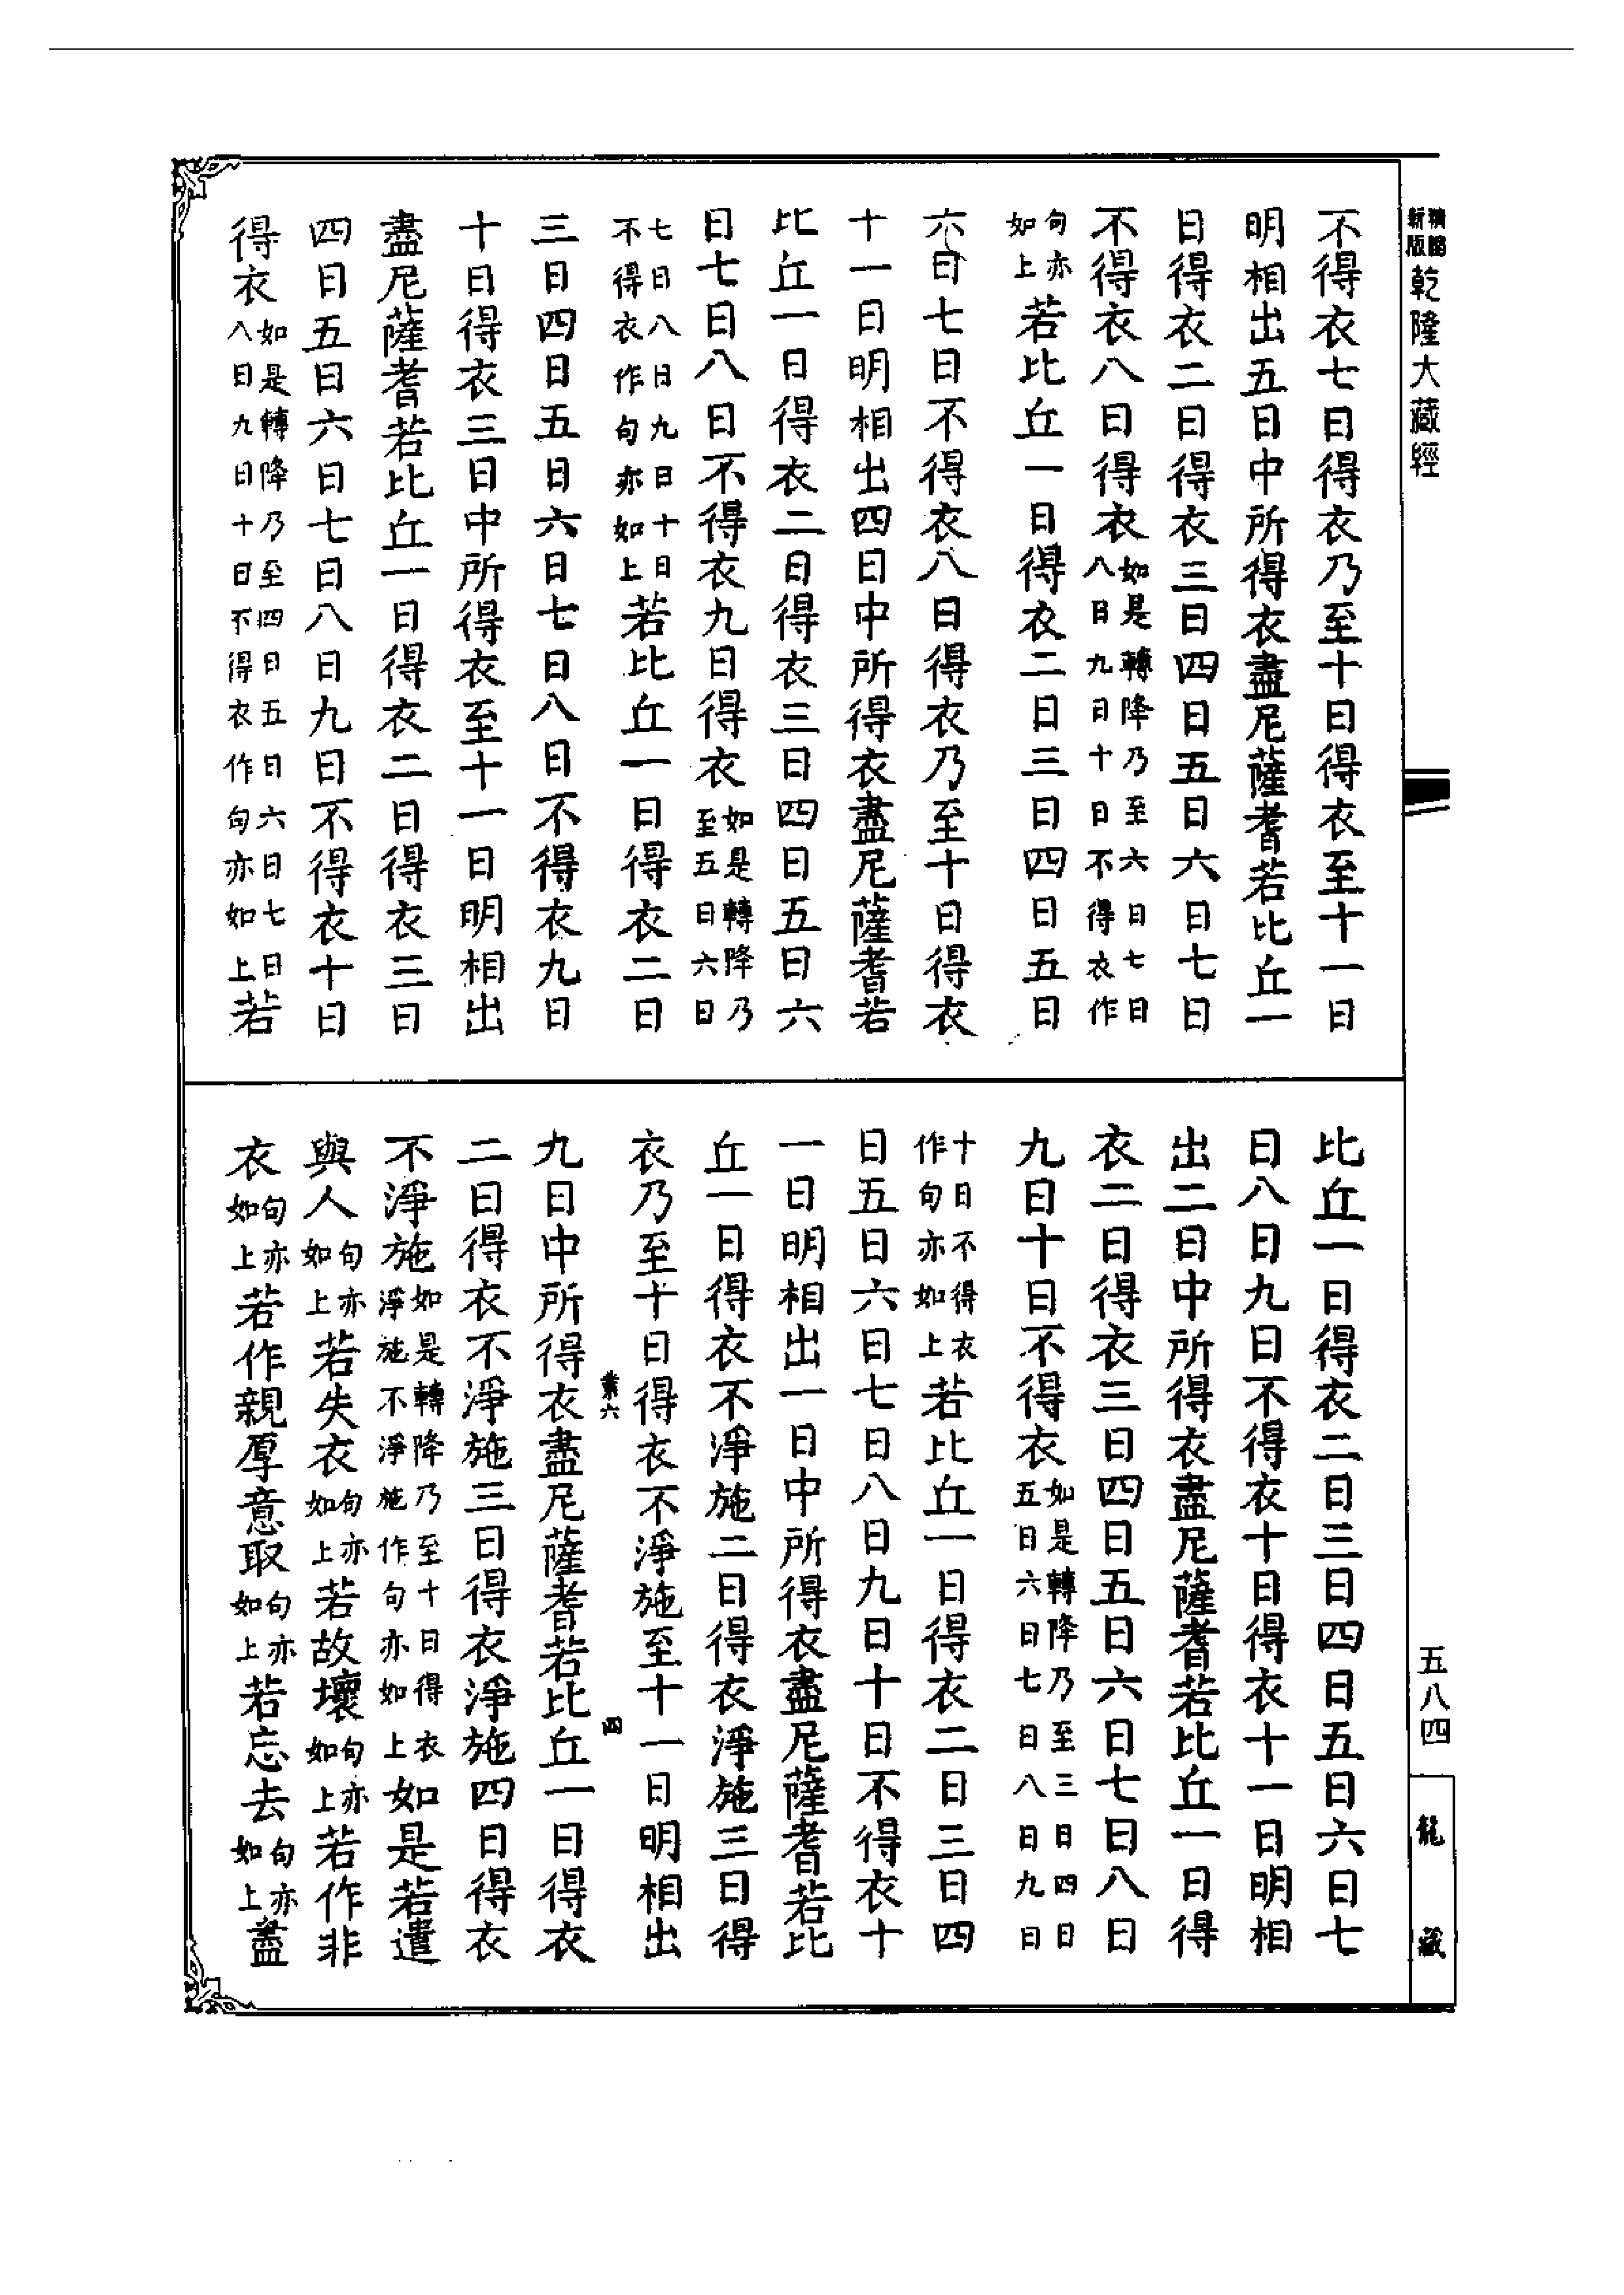 精縮新版乾隆大藏經
不得衣七日得衣乃至十日得衣至十一日
明相出五日中所得衣盡尼薩耆若比丘一
日得衣二日得衣三日四日五日六日七日
不得衣八日得衣如是轉降乃至六日七日八日九日十日不得衣作
句亦如上若比丘一日得衣二日三日四日五日
六日七日不得衣八日得衣乃至十日得衣
十一日明相出四日中所得衣盡尼薩耆若
比丘一日得衣二日得衣三日四日五日六
日七日八日不得衣九日得衣如是轉降乃至五日六日
七日八日九日十日不得衣作句亦如上若比丘一日得衣二日
三日四日五日六日七日八日不得衣九日
十日得衣三日中所得衣至十一日明相出
盡尼薩耆若比丘一日得衣二日得衣三日
四日五日六日七日八日九日不得衣十日
得衣如是轉降乃至四日五日六日七日八日九日十日不得衣作句亦如上若
比丘一日得衣二日三日四日五日六日七
日八日九日不得衣十日得衣十一日明相
出二日中所得衣盡尼薩耆若比丘一日得
衣二日得衣三日四日五日六日七日八日
九日十日不得衣如是轉降乃至三日四日五日六日七日八日九日
十日不得衣作句亦如上若比丘一日得衣二日三日四
日五日六日七日八日九日十日不得衣十
一日明相出一日中所得衣盡尼薩耆若比
丘一日得衣不淨施二日得衣淨施三日得
衣乃至十日得衣不淨施至十一日明相出
業六
四
九日中所得衣盡尼薩耆若比丘一日得衣
二日得衣不淨施三日得衣淨施四日得衣
不淨施如是轉降乃至十日得衣淨施不淨施作句亦如上如是若遣
與人句亦如上若失衣句亦如上若故壞句亦如上若作非
衣句亦如上若作親厚意取句亦如上若忘去句亦如上盡
五八四
龍藏